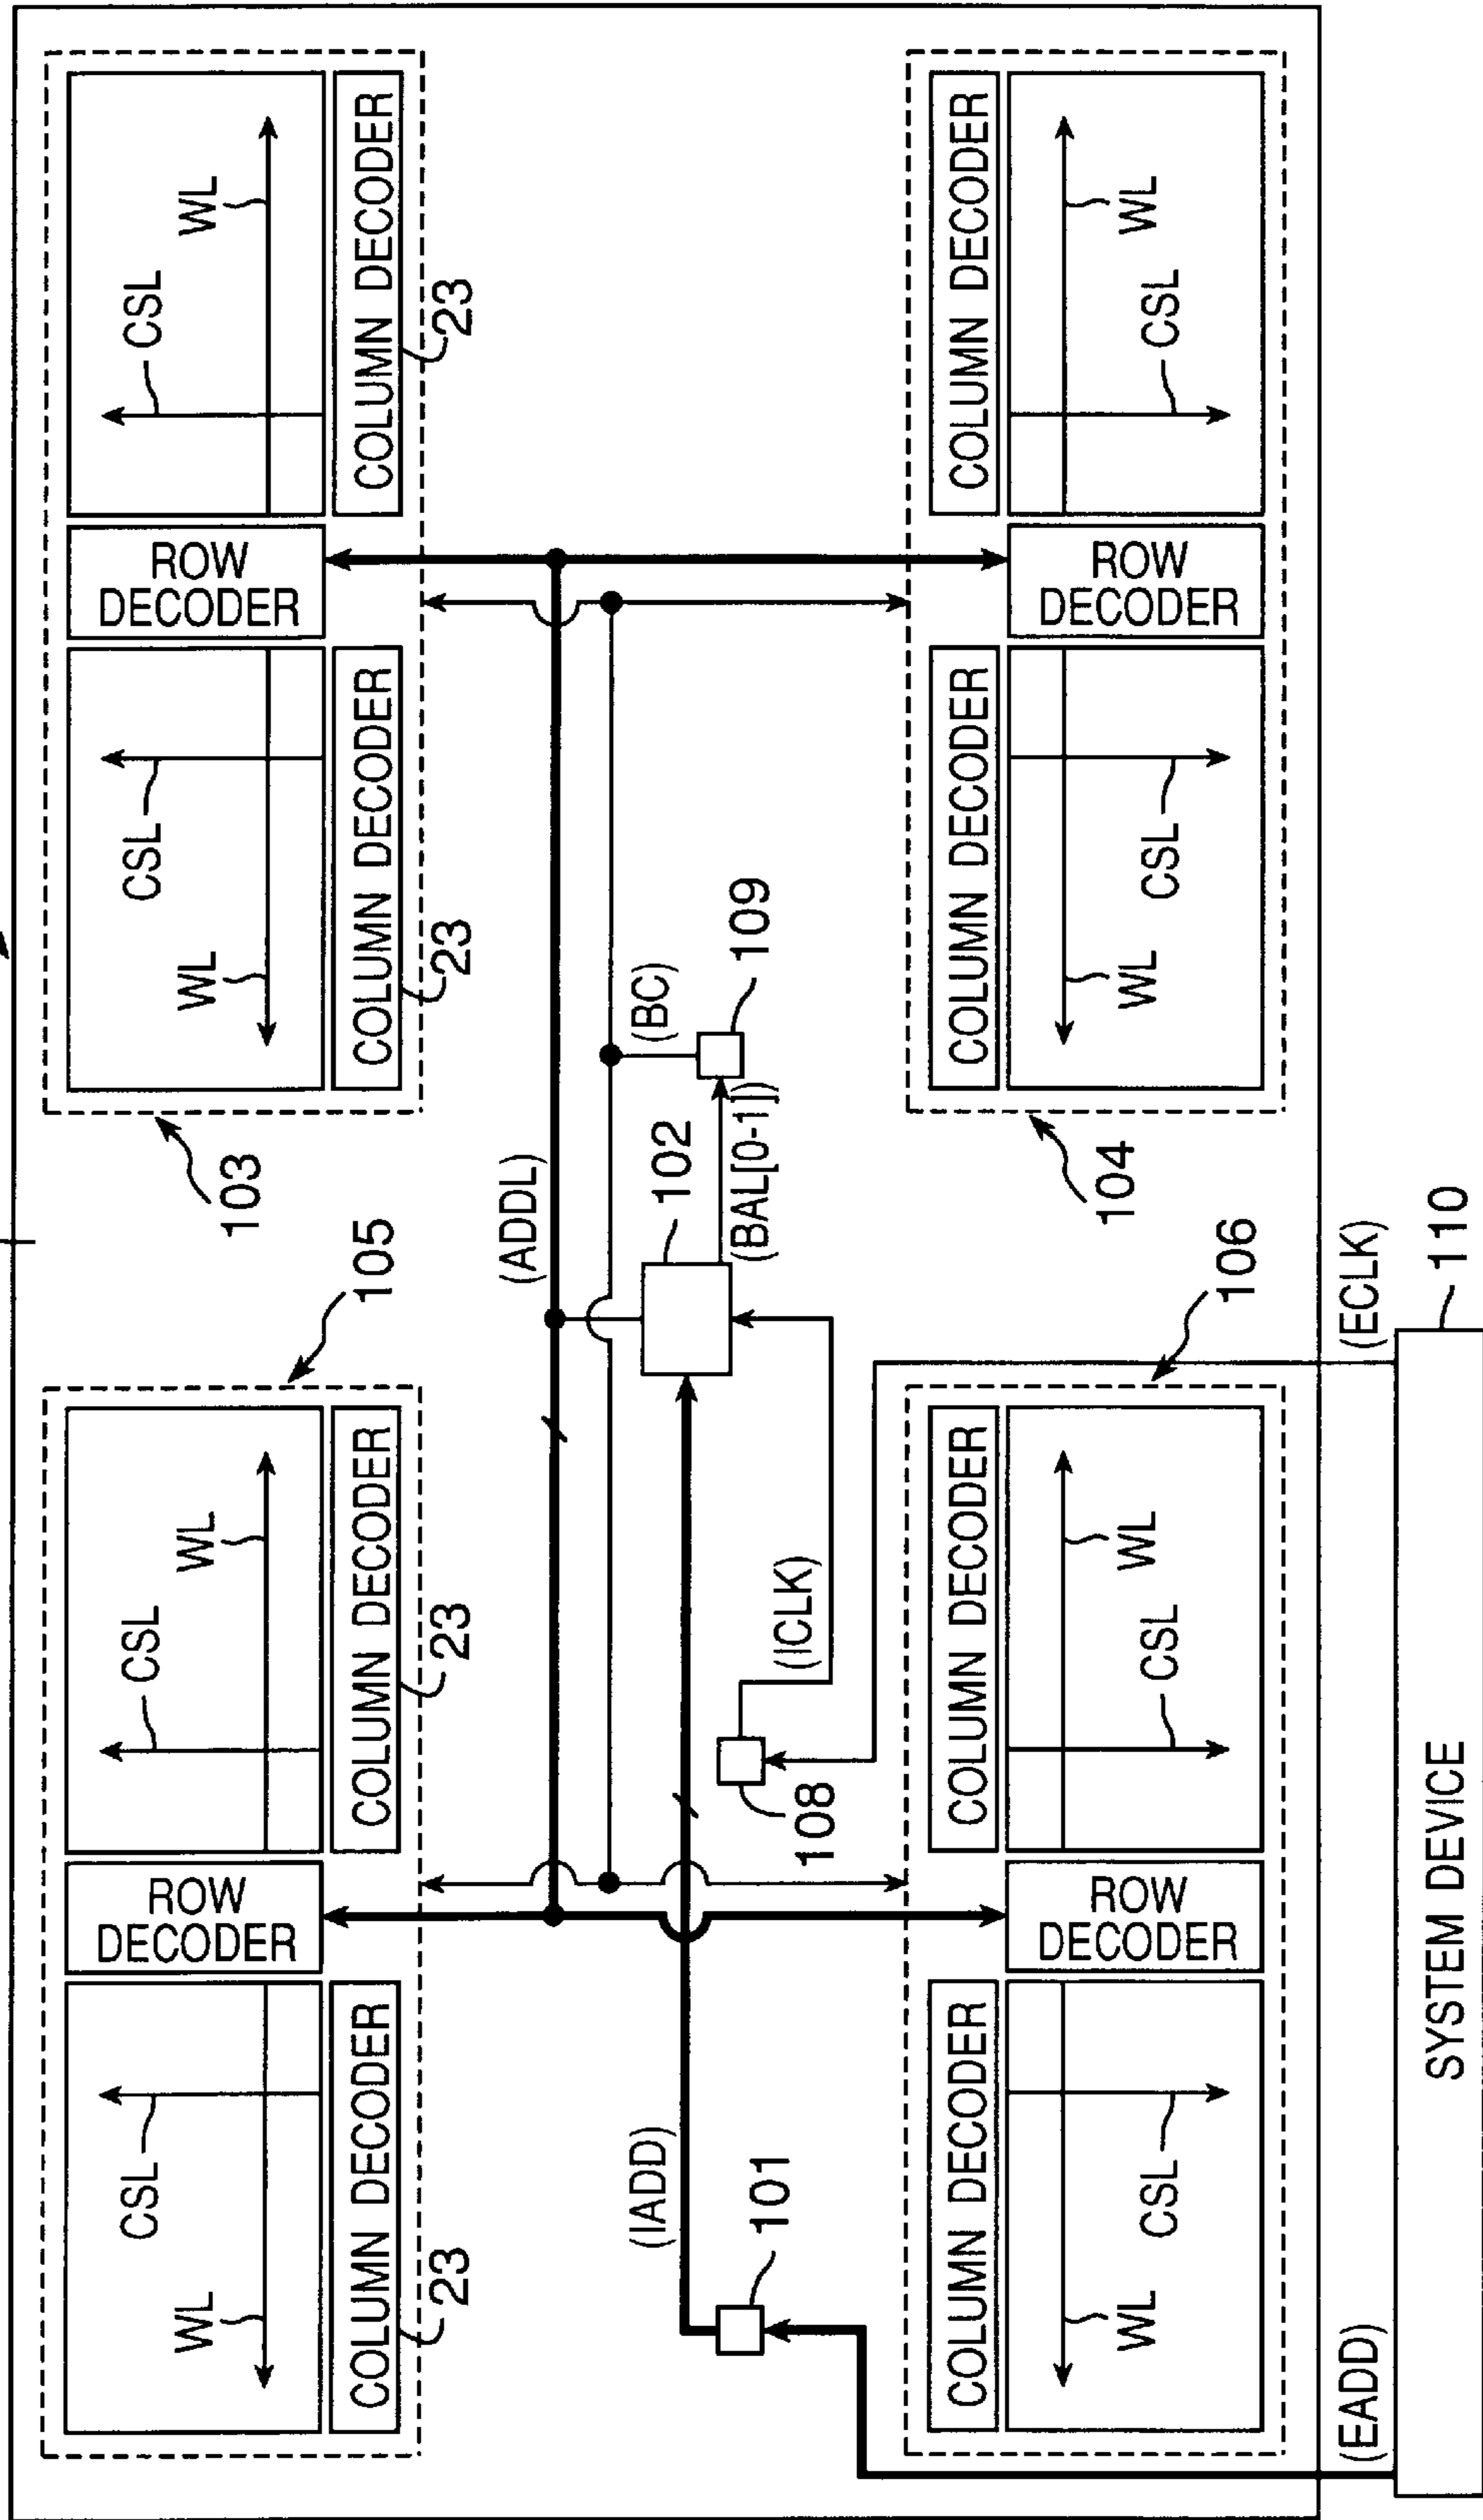 CSL
WL
CSL
WL
ROW
DECODER
COLUMN DECODER
23
COLUMN DECODER
23
105
CSL
WL
CSL
WL
ROW
DECODER
COLUMN DECODER
23
COLUMN DECODER
23
103
(ADDL)
(IADD)
(BC)
102
101
108
(ICLK)
(BAL[0-1])
109
COLUMN DECODER
COLUMN DECODER
ROW
DECODER
WL
CSL
WL
CSL
106
COLUMN DECODER
COLUMN DECODER
ROW
DECODER
WL
CSL
WL
CSL
104
(EADD)
(ECLK)
SYSTEM DEVICE
110